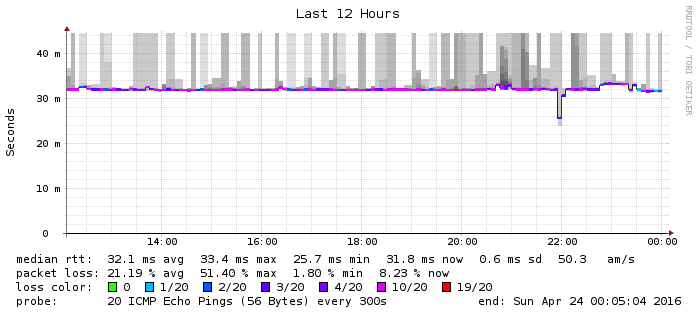 Last 12 Hours
RRDTOOL / TOBI OETIKER
Seconds
40 m
30 m
20 m
10 m
0
14:00 16:00 18:00 20:00 22:00 00:00
median rtt: 32.1 ms avg 33.4 ms max 25.7 ms min 31.8 ms now 0.6 ms sd 50.3 am/s
packet loss: 21.19 % avg 51.40 % max 1.80 % min 8.23 % now
loss color: 0 1/20 2/20 3/20 4/20 10/20 19/20
probe: 20 ICMP Echo Pings (56 Bytes) every 300s end: Sun Apr 24 00:05:04 2016